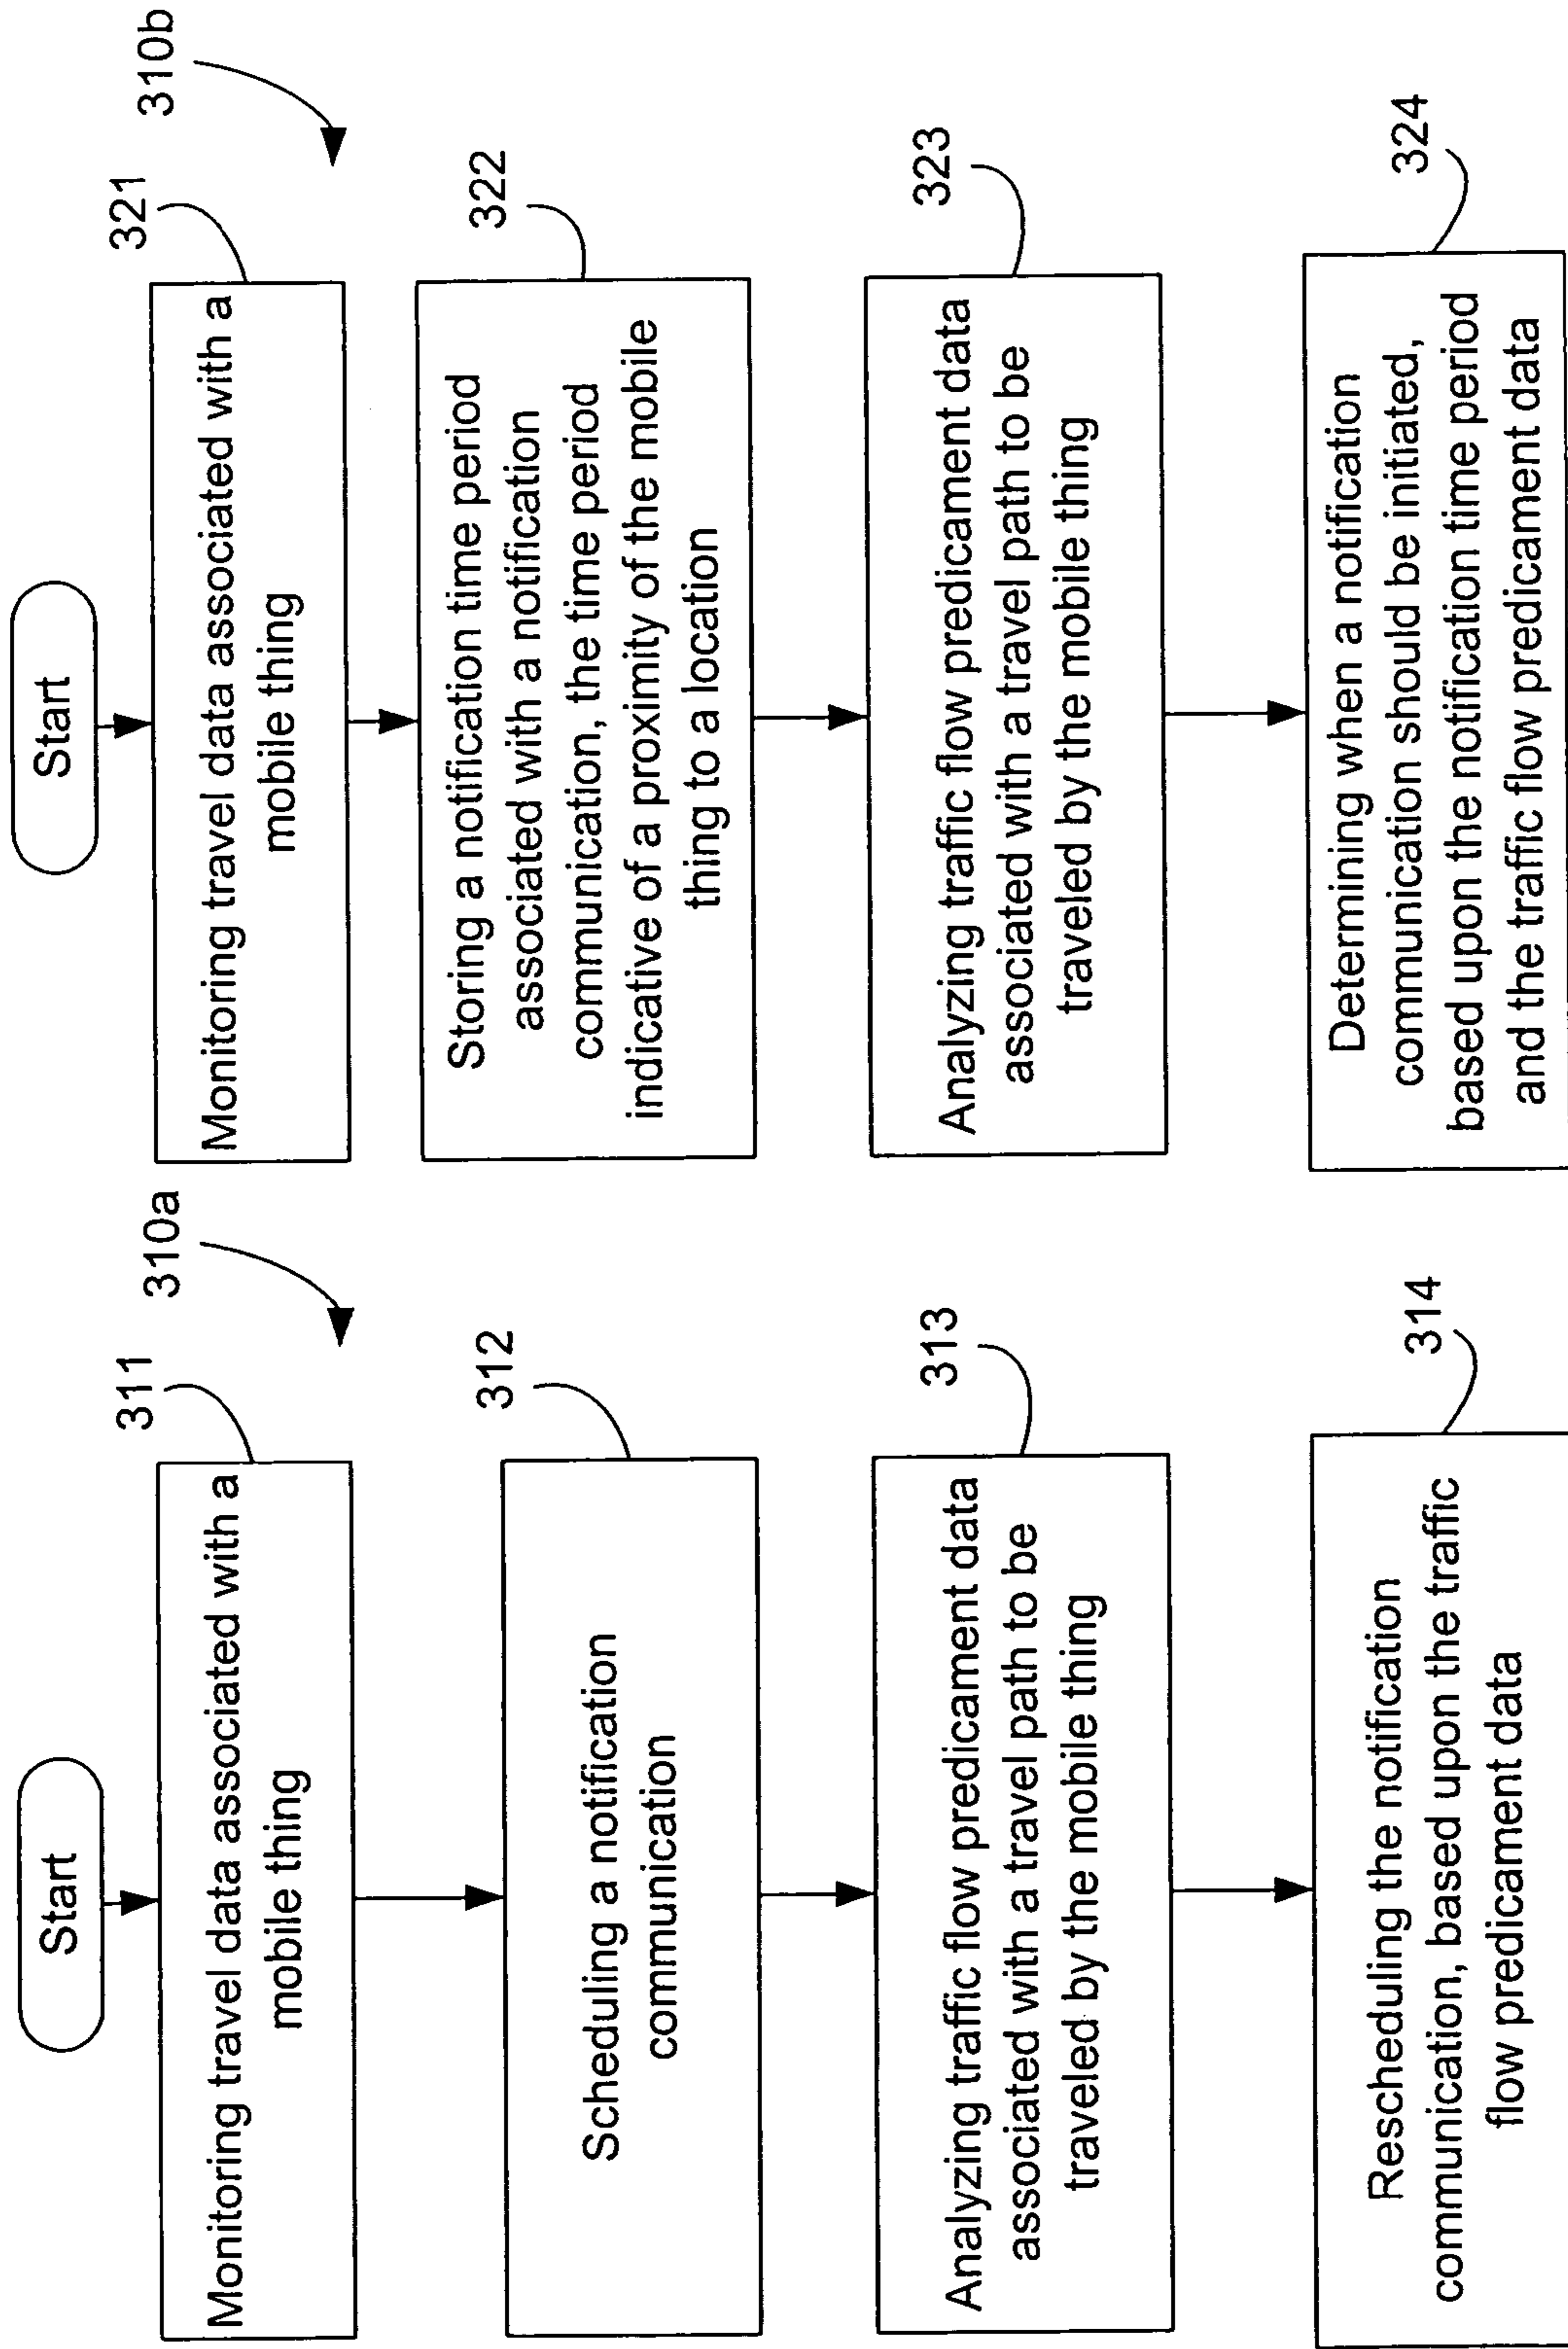 Start
310a
311
Monitoring travel data associated with a
mobile thing
312
Scheduling a notification
communication
313
Analyzing traffic flow predicament data
associated with a travel path to be
traveled by the mobile thing
314
Rescheduling the notification
communication, based upon the traffic
flow predicament data
Start
310b
321
Monitoring travel data associated with a
mobile thing
322
Storing a notification time period
associated with a notification
communication, the time period
indicative of a proximity of the mobile
thing to a location
323
Analyzing traffic flow predicament data
associated with a travel path to be
traveled by the mobile thing
324
Determining when a notification
communication should be initiated,
based upon the notification time period
and the traffic flow predicament data